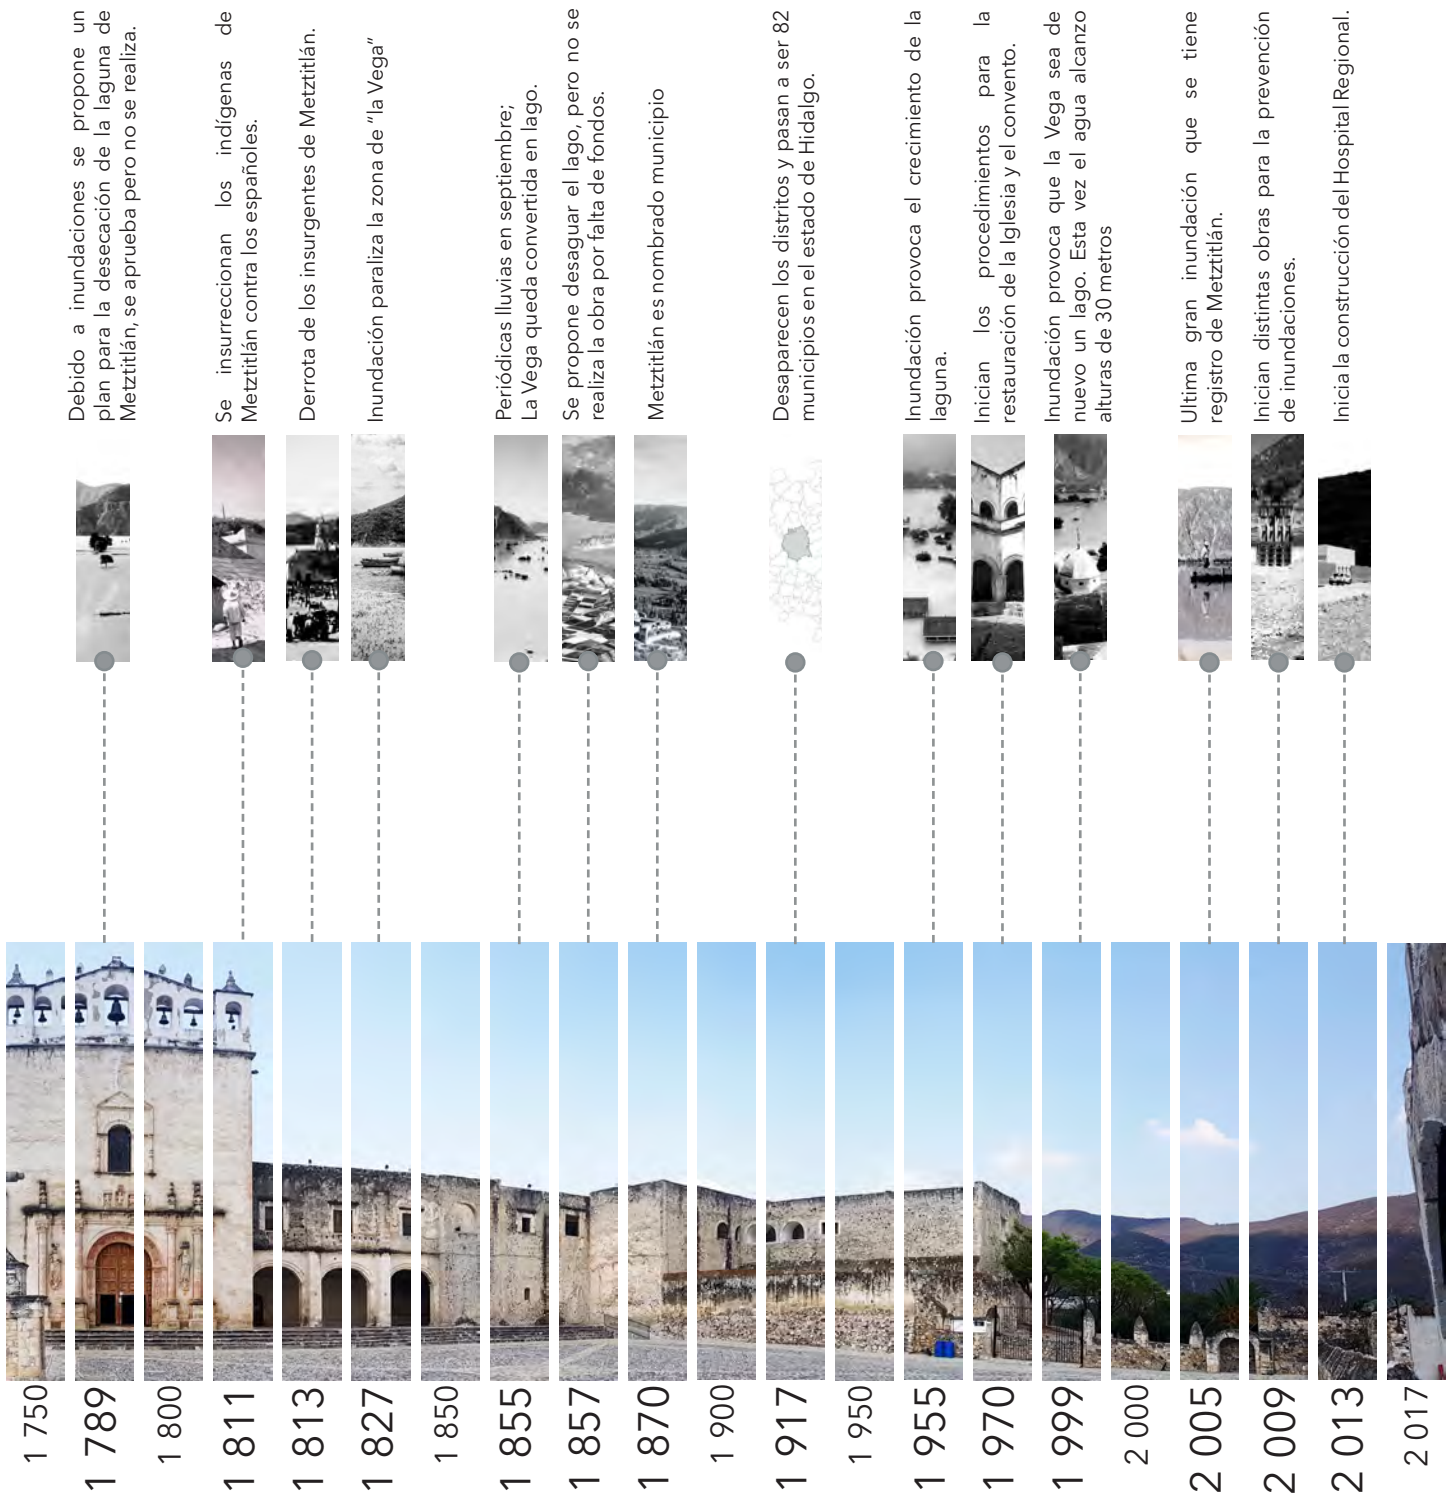 Debido a inundaciones se propone un
plan para la desecación de la laguna de
Metztitlán, se aprueba pero no se realiza.
Se insurreccionan los indígenas de
Metztitlán contra los españoles.
Derrota de los insurgentes de Metztitlán.
Inundación paraliza la zona de "la Vega"
Periódicas lluvias en septiembre;
La Vega queda convertida en lago.
Se propone desaguar el lago, pero no se
realiza la obra por falta de fondos.
Metztitlán es nombrado municipio
Desaparecen los distritos y pasan a ser 82
municipios en el estado de Hidalgo.
Inundación provoca el crecimiento de la
laguna.
Inician los procedimientos para la
restauración de la Iglesia y el convento.
Inundación provoca que la Vega sea de
nuevo un lago. Esta vez el agua alcanzo
alturas de 30 metros
Ultima gran inundación que se tiene
registro de Metztitlán.
Inician distintas obras para la prevención
de inundaciones.
Inicia la construcción del Hospital Regional.
1 750
1 789
1 800
1 811
1 813
1 827
1 850
1 855
1 857
1 870
1 900
1 917
1 950
1 955
1 970
1 999
2 000
2 005
2 009
2 013
2 017